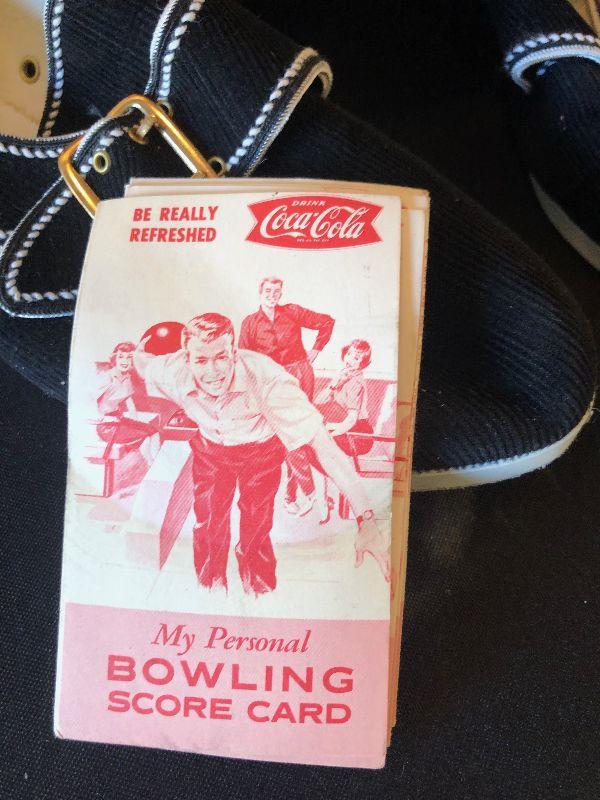 BE REALLY
REFRESHED
DRINK
Coca-Cola
My Personal
BOWLING
SCORE CARD